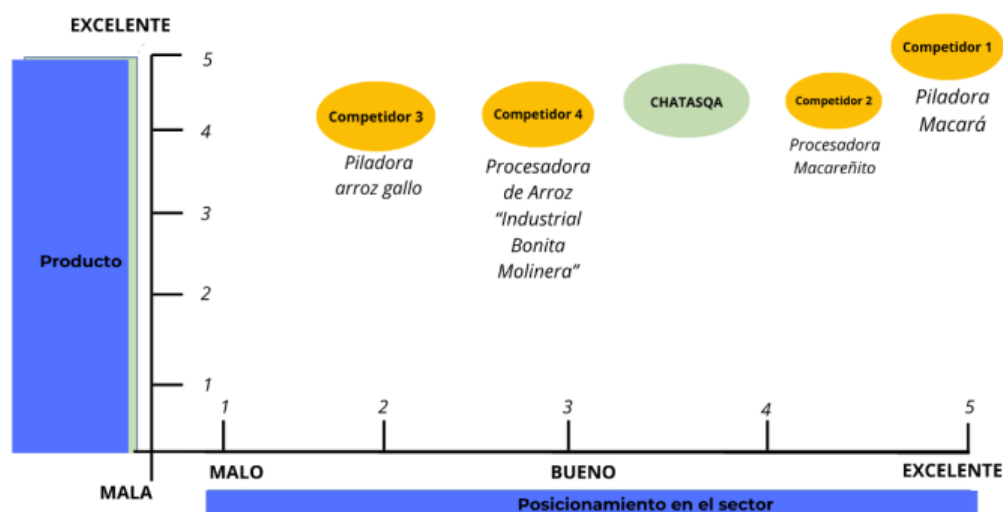 EXCELENTE
5
4
3
2
1
Producto
MALA
Competidor 3
Piladora
arroz gallo
Competidor 4
Procesadora
de Arroz
“Industrial
Bonita
Molinera”
CHATASQA
Competidor 2
Procesadora
Macareñito
Competidor 1
Piladora
Macará
1 2 3 4 5
MALO BUENO EXCELENTE
Posicionamiento en el sector